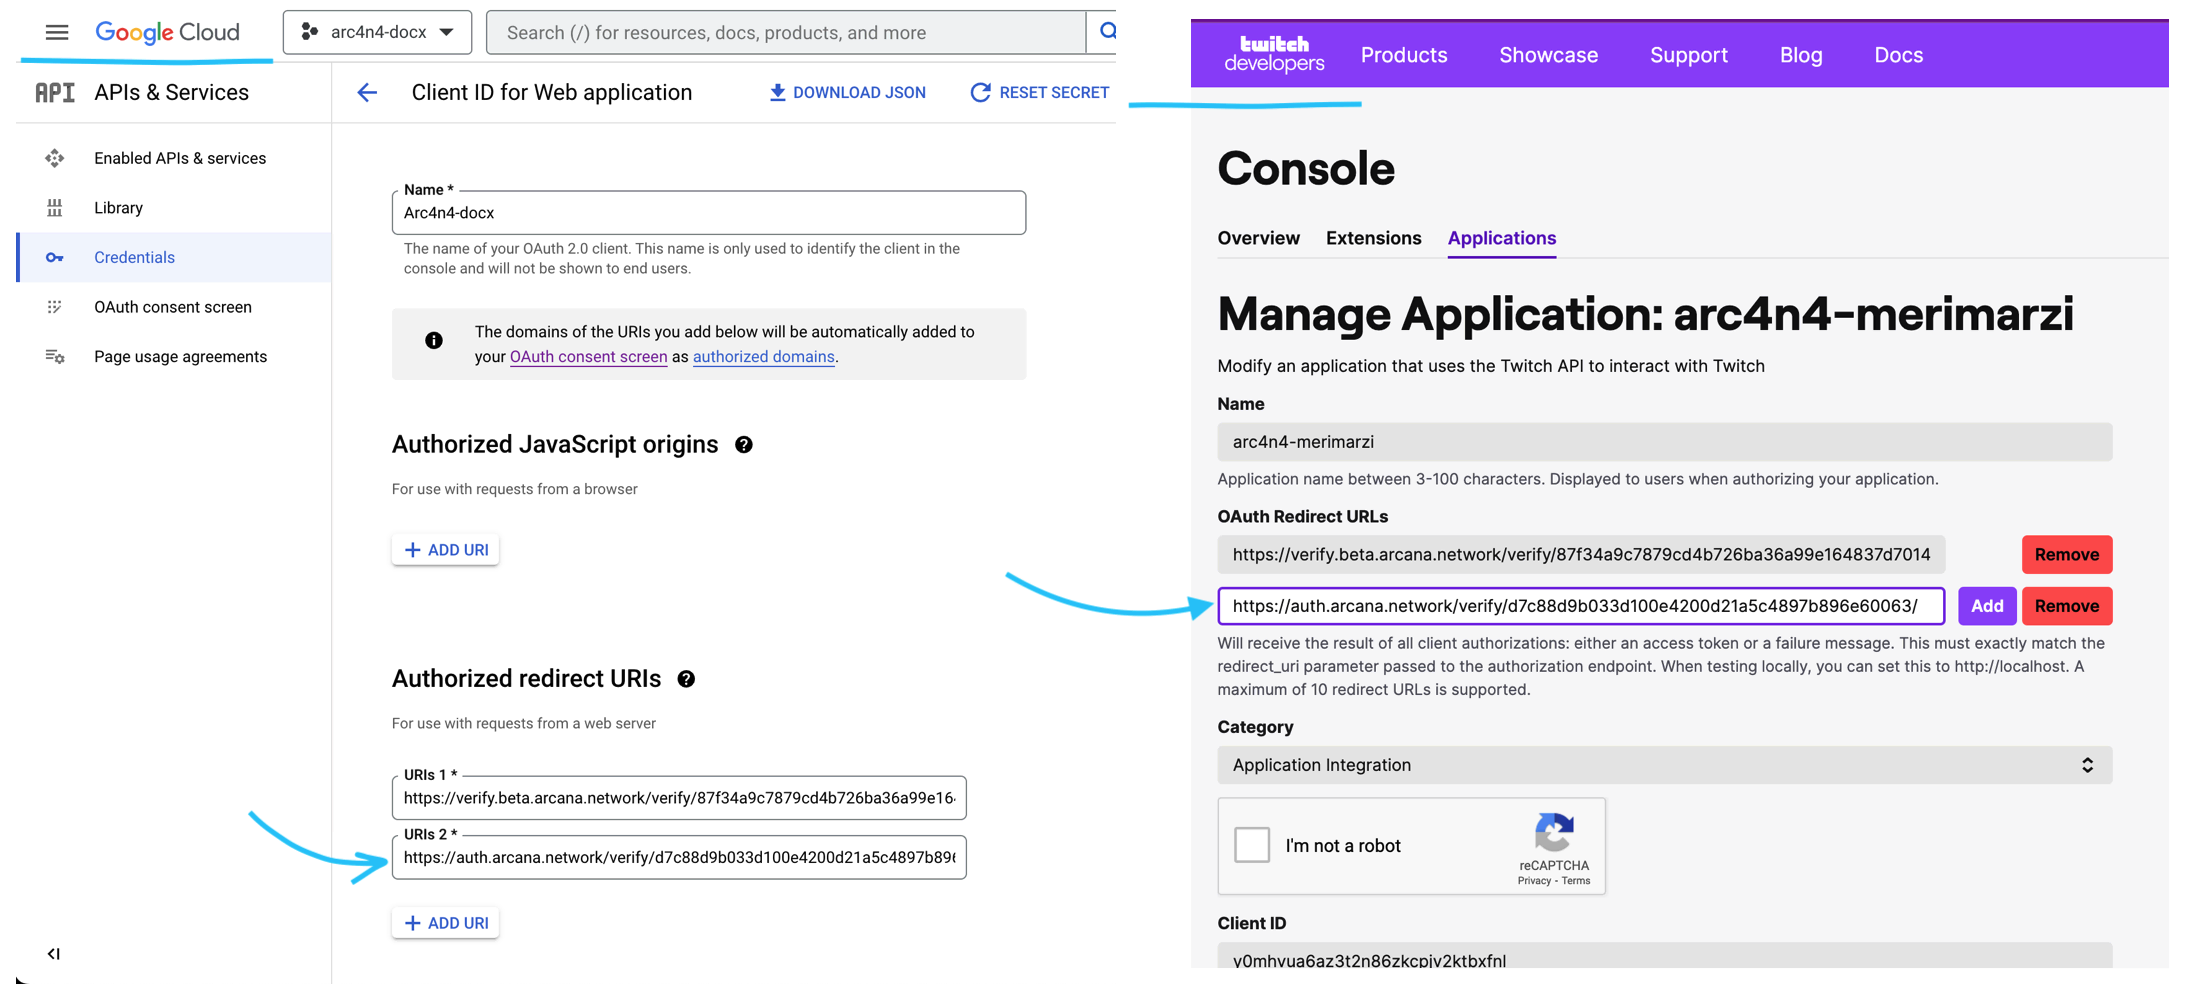 Google Cloud
arc4n4-docx
Search (/) for resources, docs, products, and more
API APIs & Services
Client ID for Web application
DOWNLOAD JSON
RESET SECRET
Enabled APIs & services
Library
Credentials
OAuth consent screen
Page usage agreements
Name *
Arc4n4-docx
The name of your OAuth 2.0 client. This name is only used to identify the client in the
console and will not be shown to end users.
The domains of the URIs you add below will be automatically added to
your OAuth consent screen as authorized domains.
Authorized JavaScript origins
For use with requests from a browser
ADD URI
Authorized redirect URIs
For use with requests from a web server
URIs 1 *
https://verify.beta.arcana.network/verify/87f34a9c7879cd4b726ba36a99e16
URIs 2 *
https://auth.arcana.network/verify/d7c88d9b033d100e4200d21a5c4897b89
ADD URI
twitch
developers
Products
Showcase
Support
Blog
Docs
Console
Overview
Extensions
Applications
Manage Application: arc4n4-merimarzi
Modify an application that uses the Twitch API to interact with Twitch
Name
arc4n4-merimarzi
Application name between 3-100 characters. Displayed to users when authorizing your application.
OAuth Redirect URLs
https://verify.beta.arcana.network/verify/87f34a9c7879cd4b726ba36a99e164837d7014
Remove
https://auth.arcana.network/verify/d7c88d9b033d100e4200d21a5c4897b896e60063/
Add
Remove
Will receive the result of all client authorizations: either an access token or a failure message. This must exactly match the
redirect_uri parameter passed to the authorization endpoint. When testing locally, you can set this to http://localhost. A
maximum of 10 redirect URLs is supported.
Category
Application Integration
I'm not a robot
reCAPTCHA
Privacy - Terms
Client ID
y0mhvua6az3t2n86zkcpjv2ktbxfnl